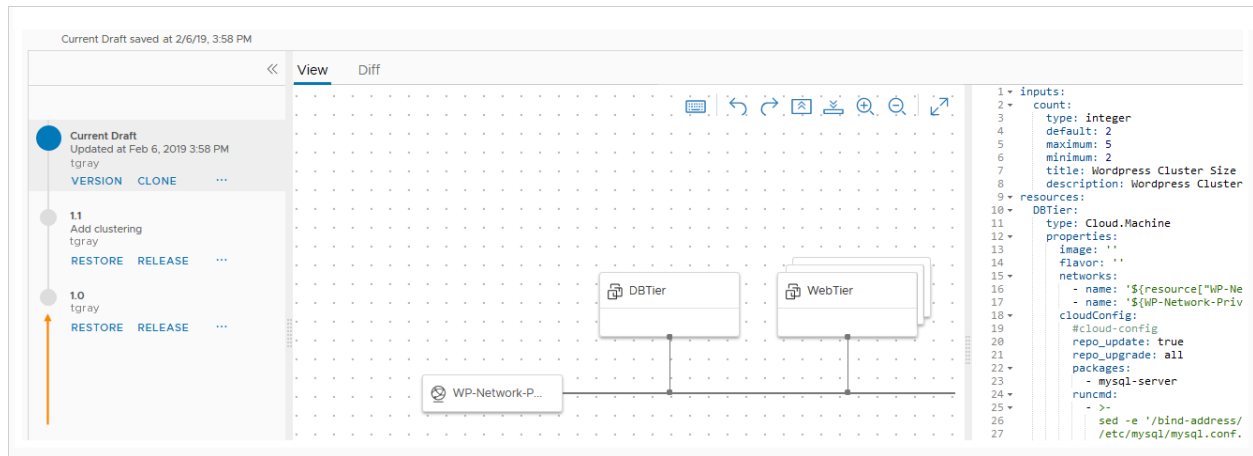 Current Draft saved at 2/6/19, 3:58 PM
View Diff
Current Draft
Updated at Feb 6, 2019 3:58 PM
tgray
VERSION CLONE ...
1.1
Add clustering
tgray
RESTORE RELEASE ...
1.0
tgray
RESTORE RELEASE ...
DBTier
WebTier
WP-Network-P...
1 inputs:
2 count:
3 type: integer
4 default: 2
5 maximum: 5
6 minimum: 2
7 title: Wordpress Cluster Size
8 description: Wordpress Cluster
9 resources:
10 DBTier:
11 type: Cloud.Machine
12 properties:
13 image: ''
14 flavor: ''
15 networks:
16 - name: '${resource["WP-Ne
17 - name: '${WP-Network-Priv
18 cloudConfig:
19 #cloud-config
20 repo_update: true
21 repo_upgrade: all
22 packages:
23 - mysql-server
24 runcmd:
25 - >-
26 sed -e '/bind-address/
27 /etc/mysql/mysql.conf.